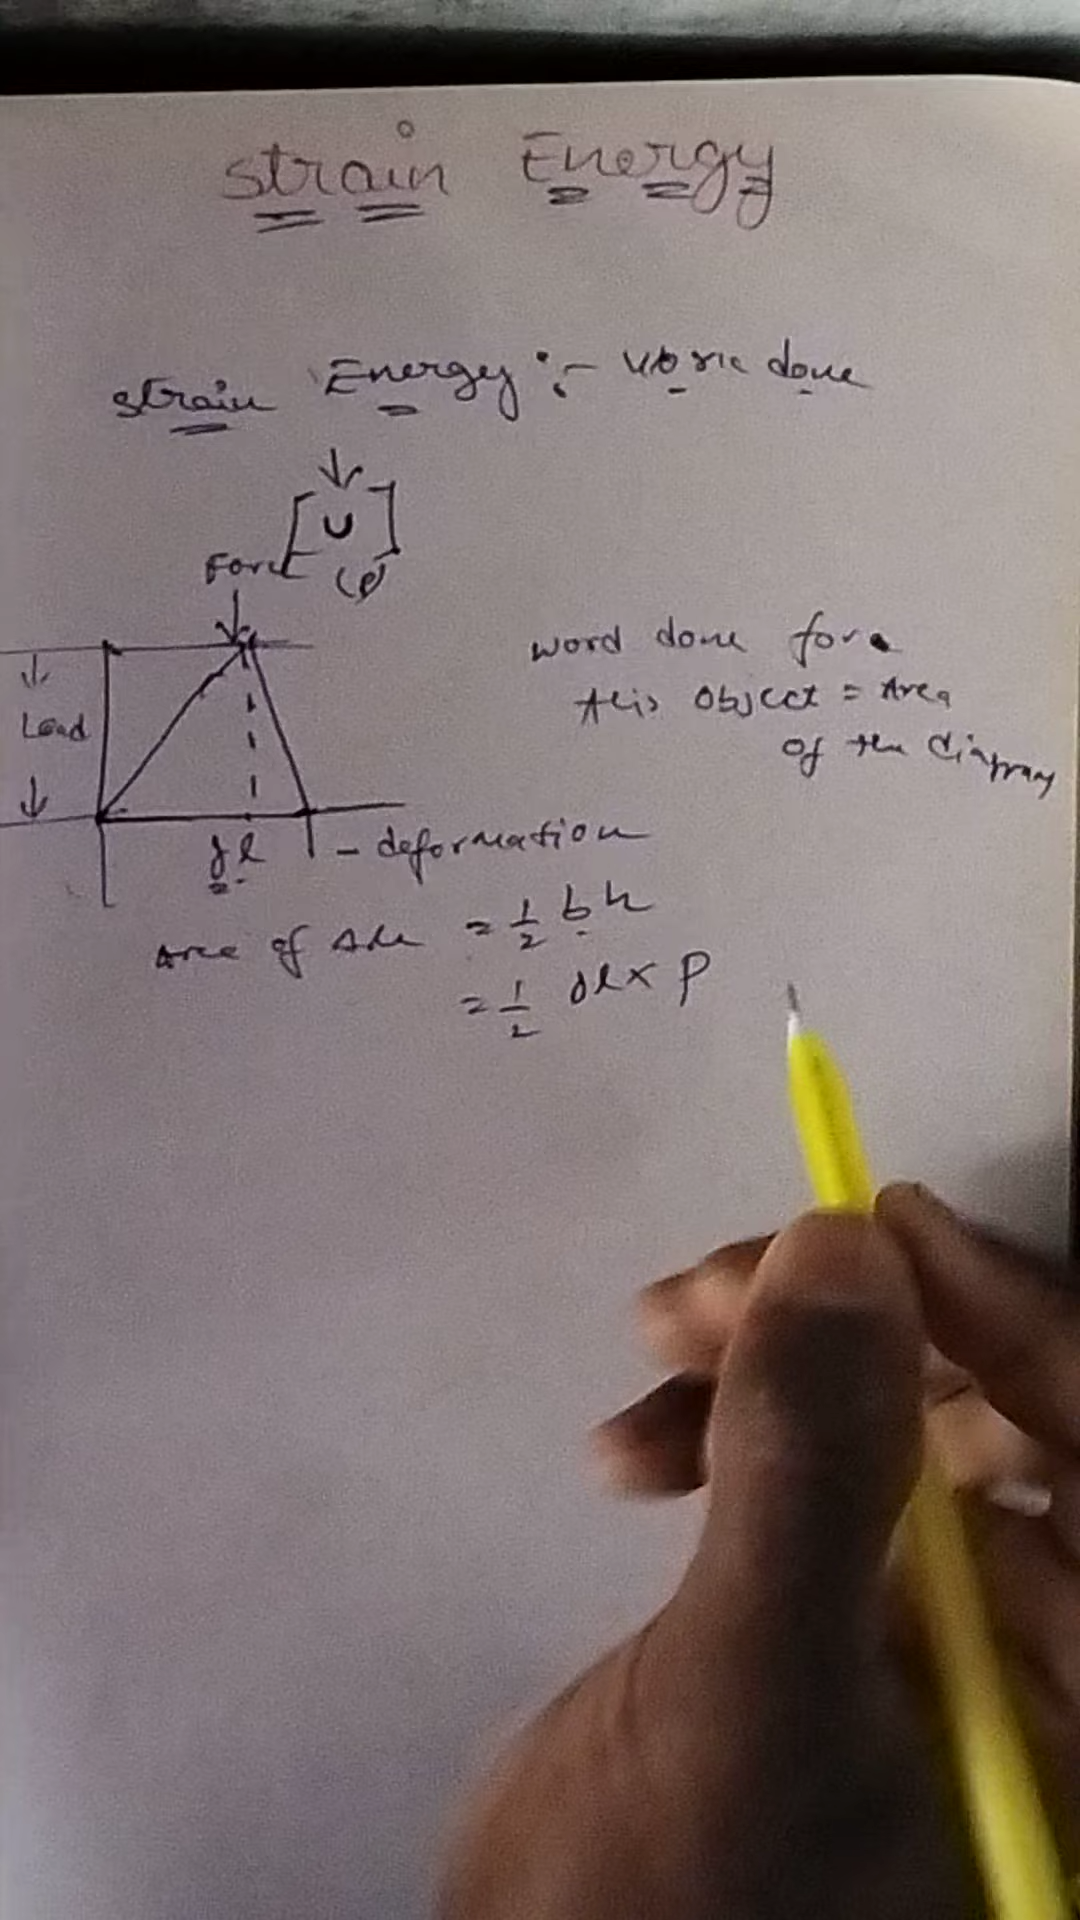 Strain Energy
Strain Energy :- work done
[U]
Force (P)
Load
word done for
this Object = Area
of the diagram
δl - deformation
Area of Δle = 1/2 bh
= 1/2 δl x P